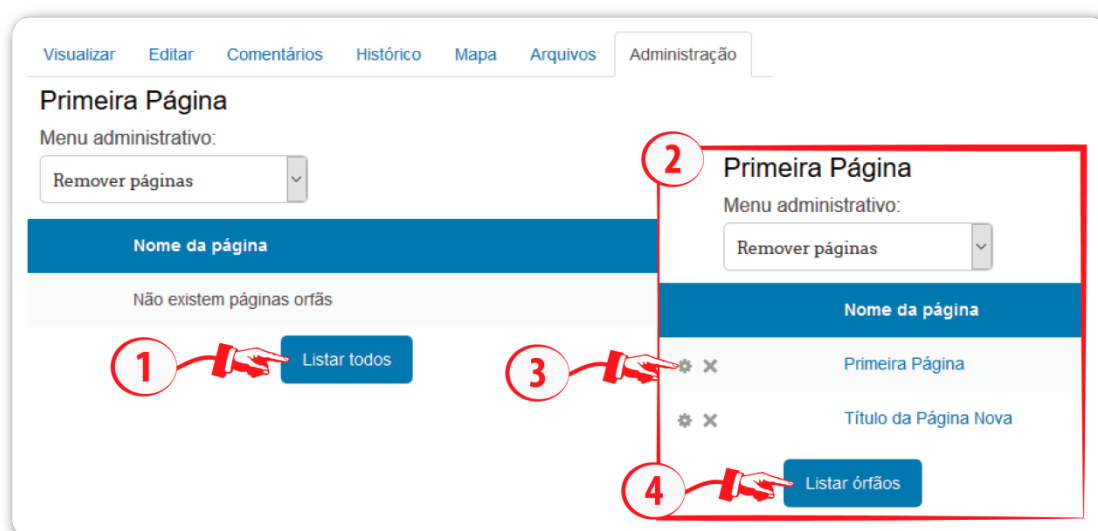 Visualizar Editar Comentários Histórico Mapa Arquivos Administração
Primeira Página
Menu administrativo:
Remover páginas
Nome da página
Não existem páginas orfãs
1
Listar todos
2
Primeira Página
Menu administrativo:
Remover páginas
Nome da página
3
Primeira Página
Título da Página Nova
4
Listar órfãos